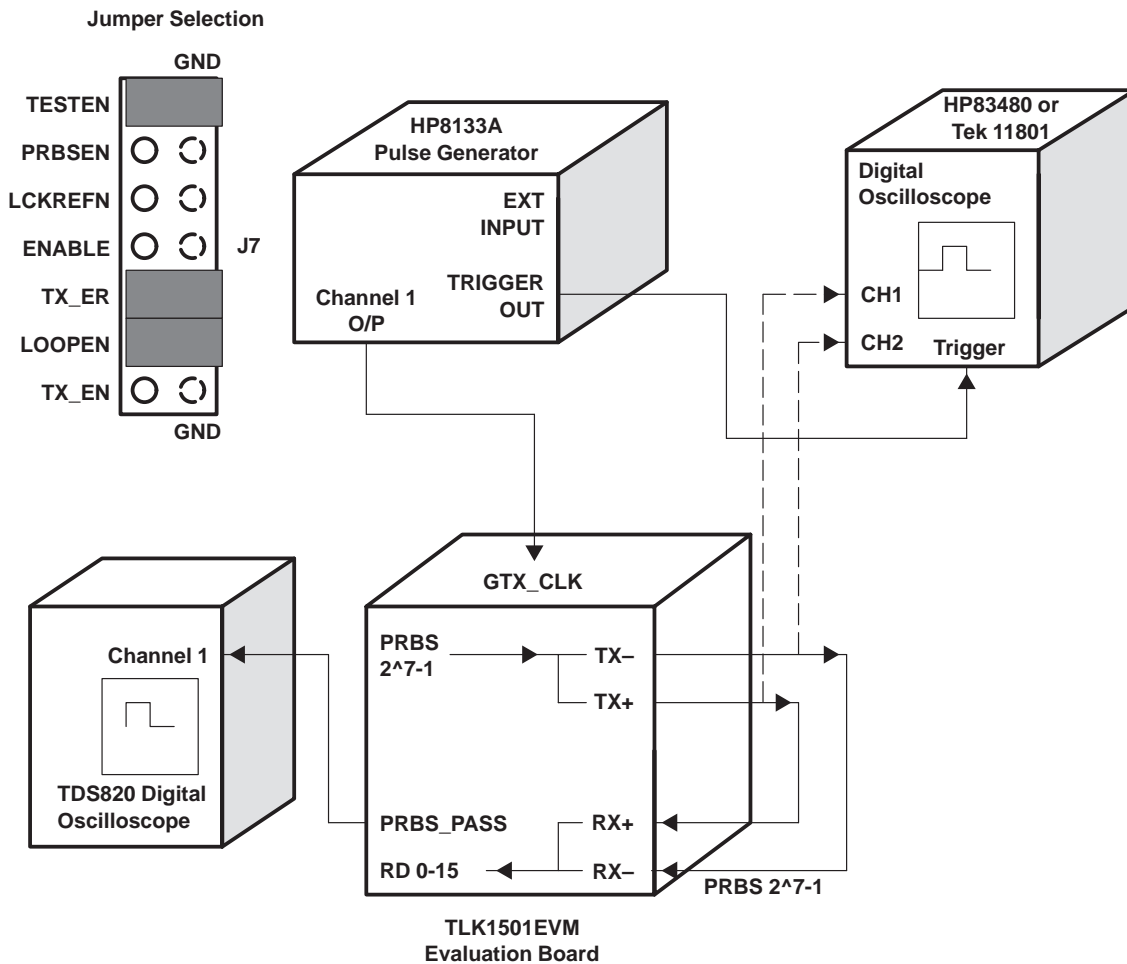 Jumper Selection
GND
TESTEN
PRBSEN
LCKREFN
ENABLE
J7
TX_ER
LOOPEN
TX_EN
GND
HP8133A
Pulse Generator
EXT
INPUT
TRIGGER
OUT
Channel 1
O/P
HP83480 or
Tek 11801
Digital
Oscilloscope
CH1
CH2
Trigger
GTX_CLK
PRBS
2^7-1
TX–
TX+
PRBS_PASS
RX+
RD 0-15
RX–
PRBS 2^7-1
Channel 1
TDS820 Digital
Oscilloscope
TLK1501EVM
Evaluation Board